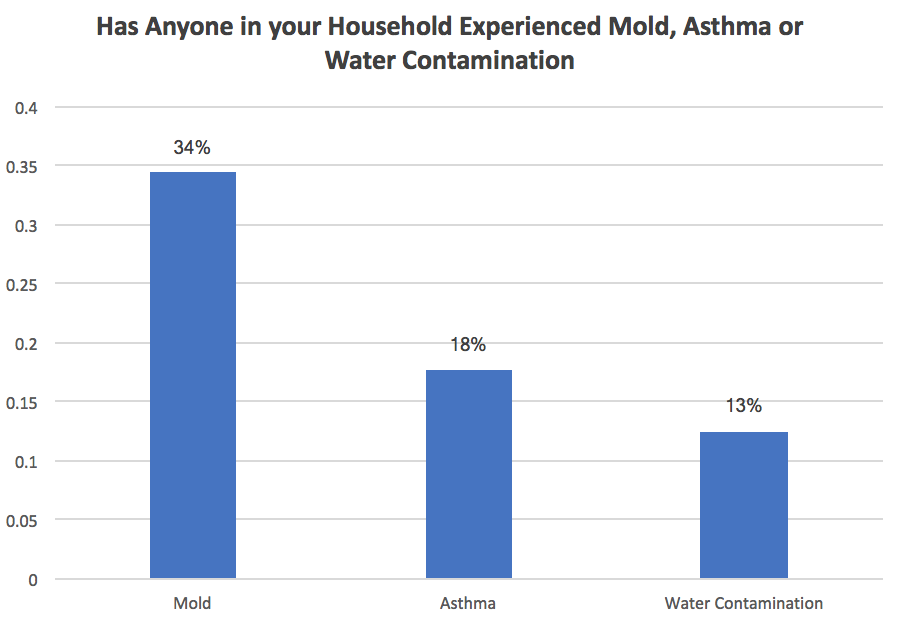 Has Anyone in your Household Experienced Mold, Asthma or
Water Contamination
0.4
34%
0.35
0.3
0.25
0.2
18%
0.15
13%
0.1
0.05
0
Mold
Asthma
Water Contamination